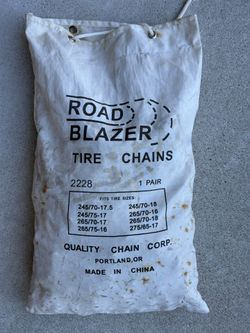 ROAD
BLAZER
TIRE CHAINS
2228 1 PAIR
FITS TIRE SIZES:
245/70-17.5 245/70-16
245/75-17 265/70-16
265/70-17 265/70-18
265/75-16 275/65-17
QUALITY CHAIN CORP.
PORTLAND, OR
MADE IN CHINA